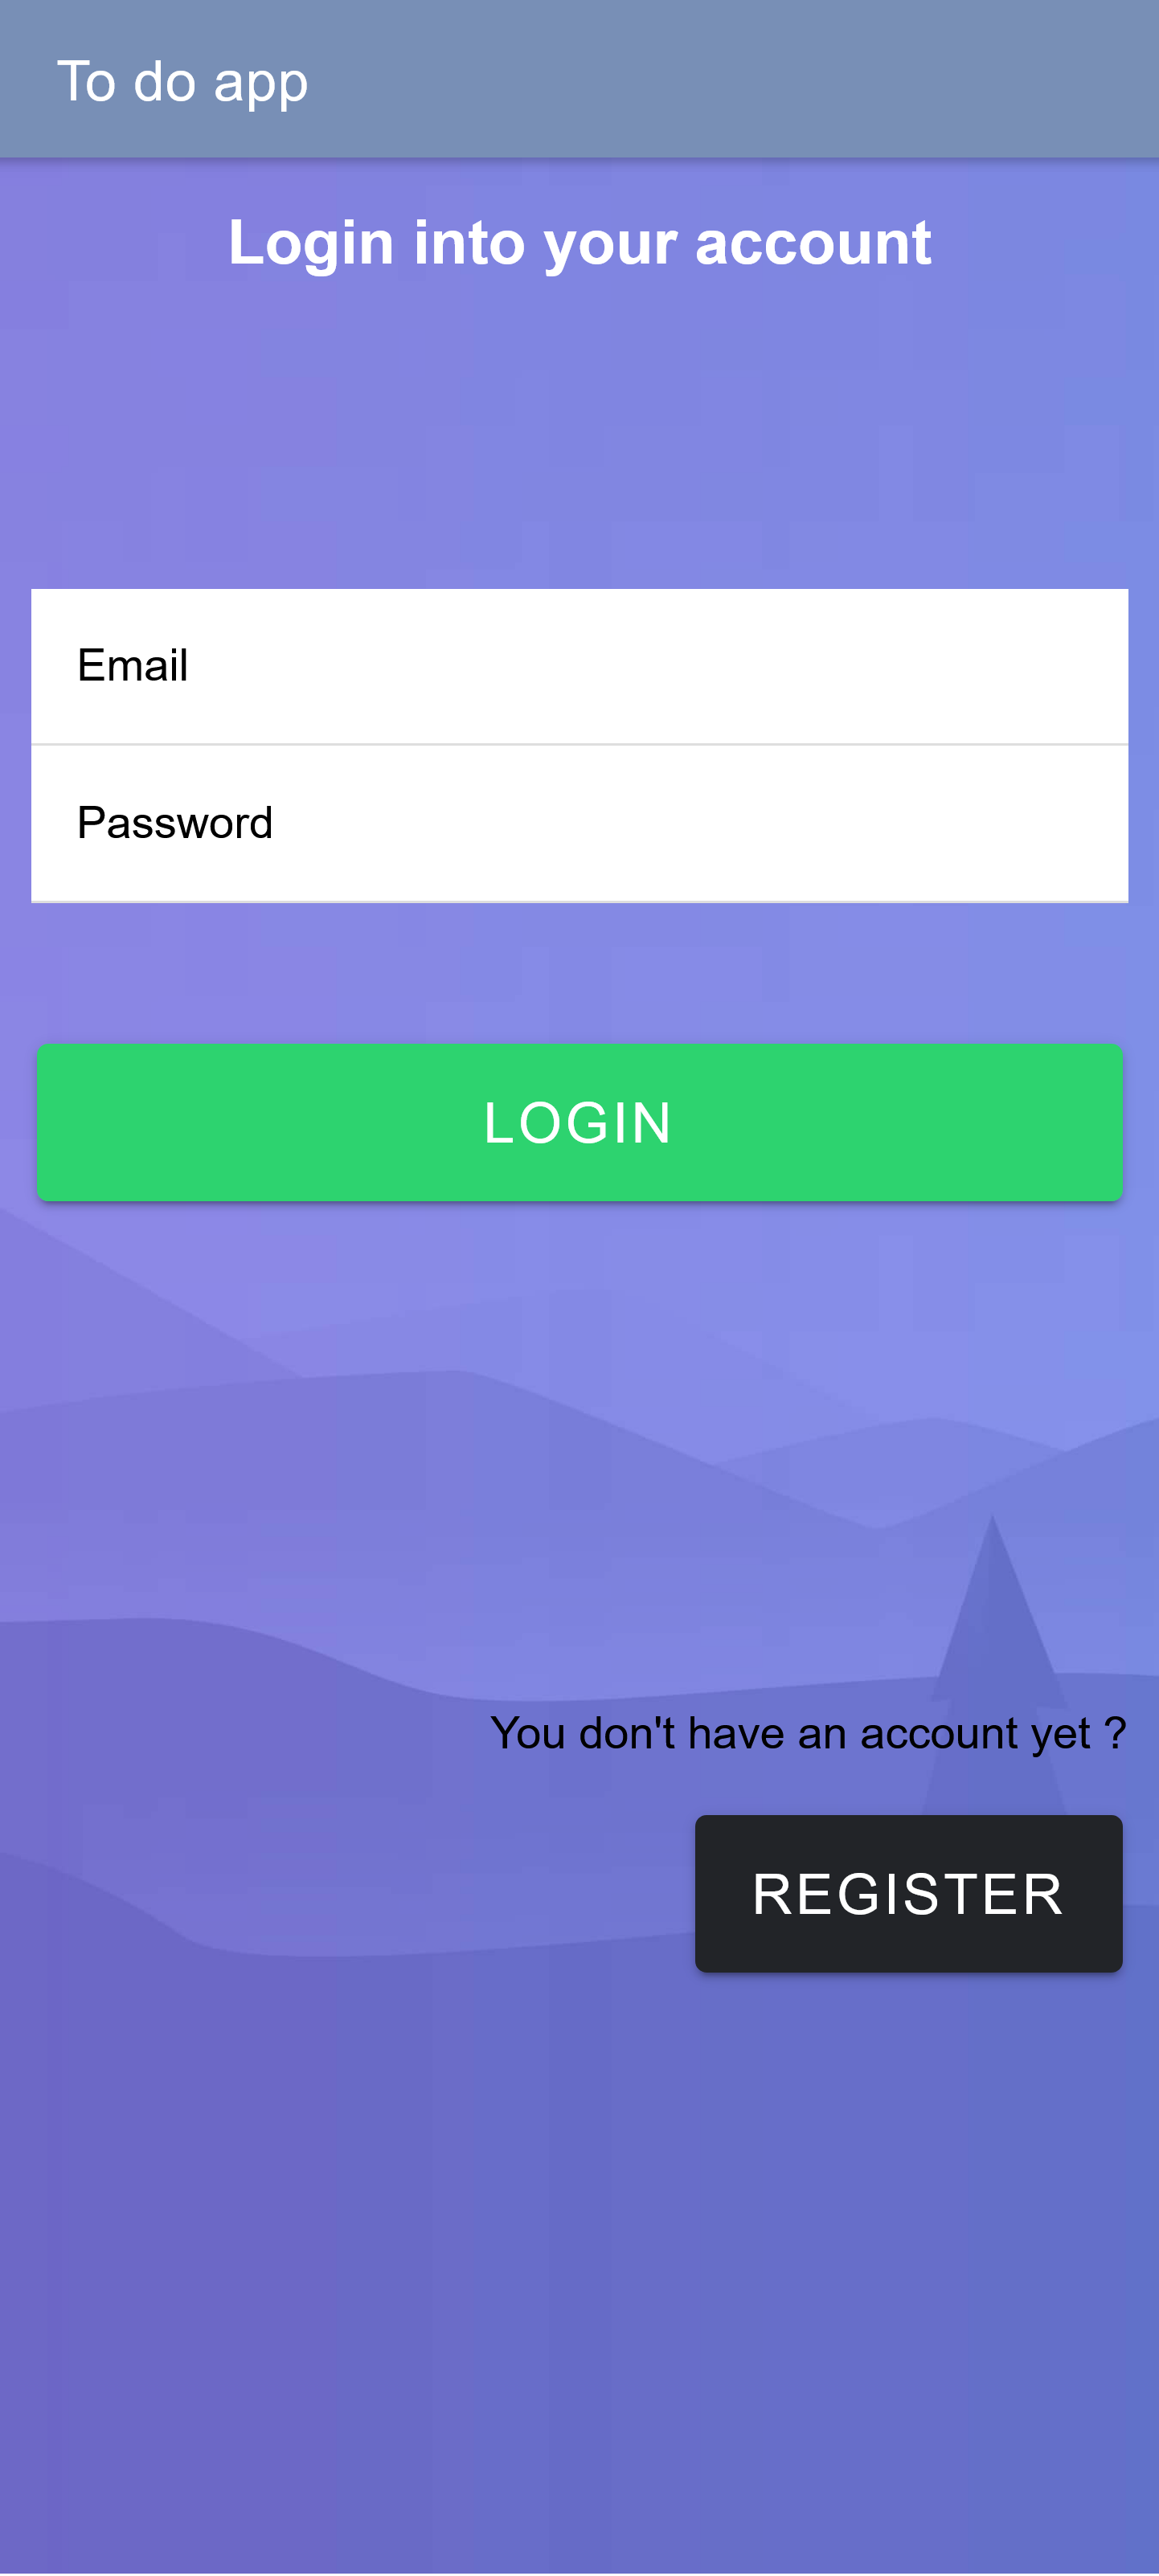 To do app
Login into your account
Email
Password
LOGIN
You don't have an account yet ?
REGISTER